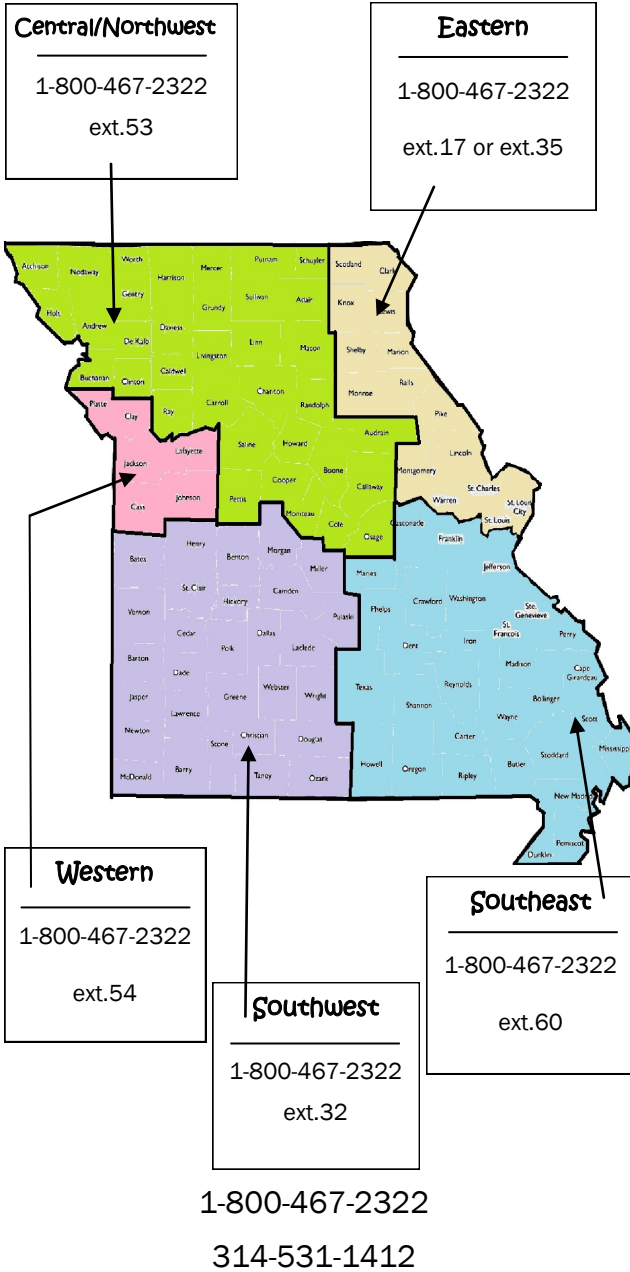 Central/Northwest
1-800-467-2322
ext.53
Eastern
1-800-467-2322
ext.17 or ext.35
Atchison
Nodaway
Worth
Gentry
Harrison
Mercer
Putnam
Schuyler
Scotland
Clark
Holt
Andrew
De Kalb
Daviess
Grundy
Sullivan
Adair
Knox
Lewis
Buchanan
Clinton
Caldwell
Livingston
Linn
Macon
Shelby
Marion
Platte
Clay
Ray
Carroll
Chariton
Randolph
Monroe
Ralls
Pike
Jackson
Lafayette
Saline
Howard
Boone
Audrain
Callaway
Montgomery
Lincoln
Cass
Johnson
Pettis
Cooper
Moniteau
Cole
Osage
Gasconade
Warren
St. Charles
St. Louis
St. Louis
City
Bates
Henry
Benton
Morgan
Miller
Maries
Franklin
Jefferson
Vernon
St. Clair
Hickory
Camden
Pulaski
Phelps
Crawford
Washington
Ste.
Genevieve
St.
Francois
Perry
Barton
Cedar
Polk
Dallas
Laclede
Dent
Iron
Madison
Cape
Girardeau
Jasper
Dade
Greene
Webster
Wright
Texas
Shannon
Reynolds
Wayne
Bollinger
Scott
Newton
Lawrence
Stone
Christian
Douglas
Carter
Butler
Stoddard
Mississippi
McDonald
Barry
Taney
Ozark
Howell
Oregon
Ripley
New Madrid
Dunklin
Pemiscot
Western
1-800-467-2322
ext.54
Southwest
1-800-467-2322
ext.32
Southeast
1-800-467-2322
ext.60
1-800-467-2322
314-531-1412